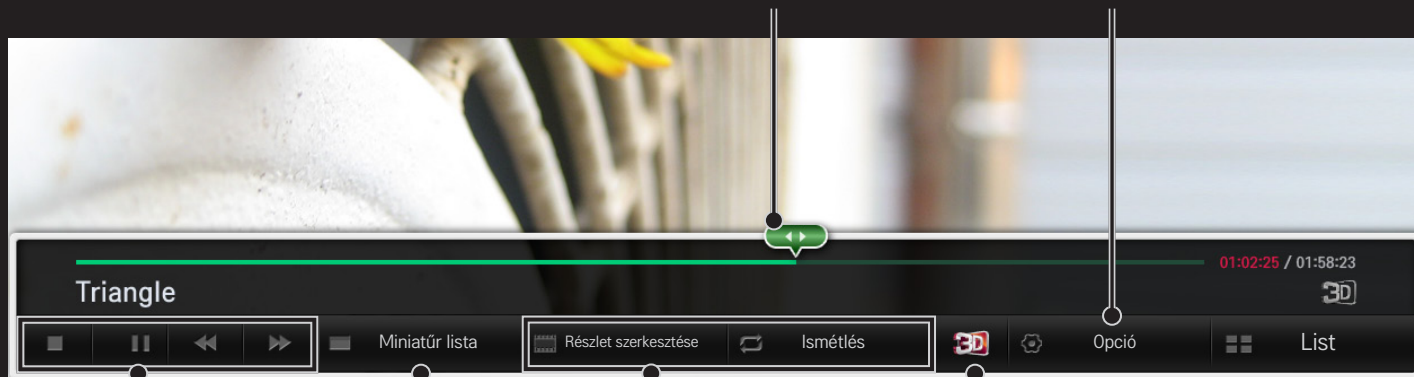 01:02:25 / 01:58:23
Triangle
3D
Miniatűr lista Részlet szerkesztése Ismétlés 3D Opció List